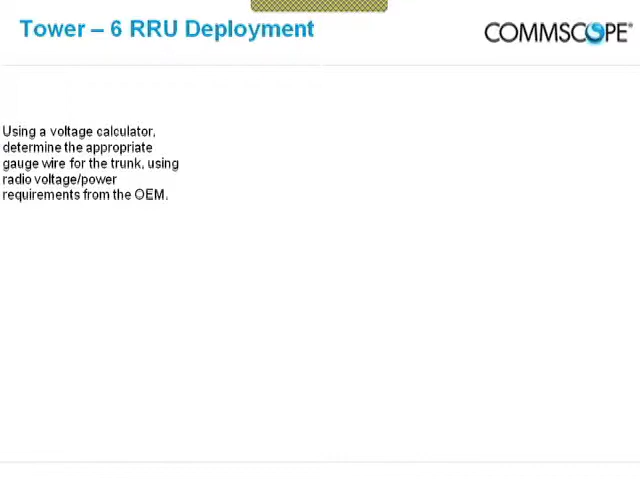 Tower – 6 RRU Deployment
COMMSCOPE®
Using a voltage calculator,
determine the appropriate
gauge wire for the trunk, using
radio voltage/power
requirements from the OEM.